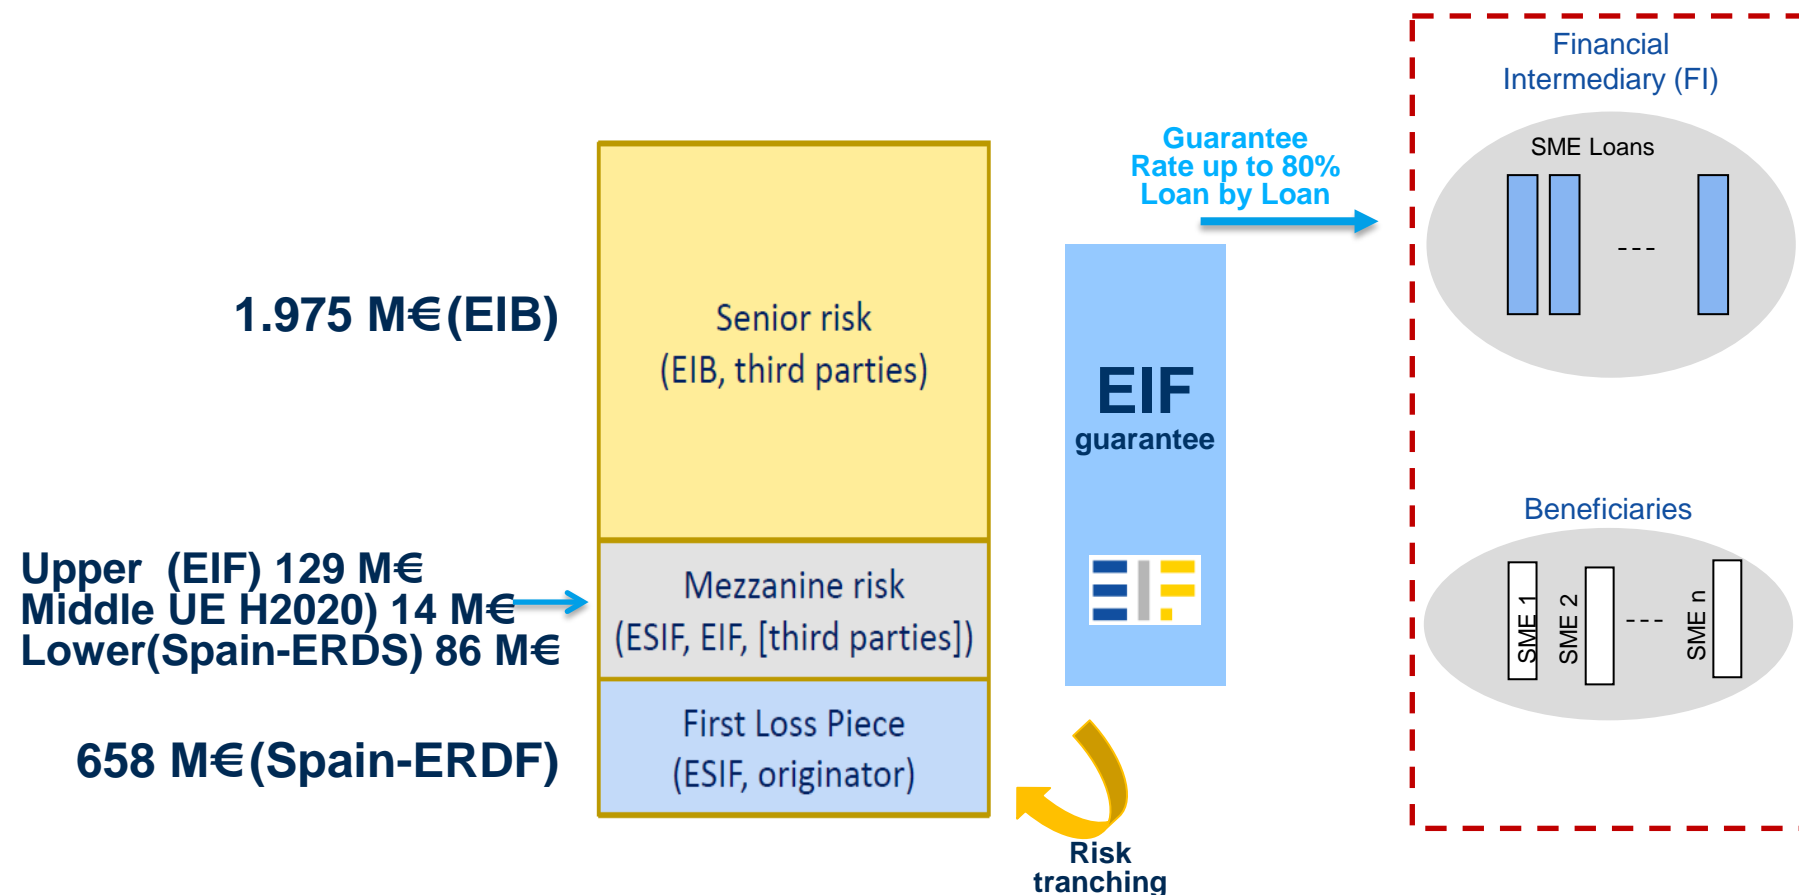 Financial
Intermediary (FI)
SME Loans
---
Guarantee
Rate up to 80%
Loan by Loan
1.975 M€(EIB)
Senior risk
(EIB, third parties)
EIF
guarantee
Upper (EIF) 129 M€
Middle UE H2020) 14 M€
Lower(Spain-ERDS) 86 M€
Mezzanine risk
(ESIF, EIF, [third parties])
EIF
Beneficiaries
SME 1
SME 2
---
SME n
658 M€(Spain-ERDF)
First Loss Piece
(ESIF, originator)
Risk
tranching